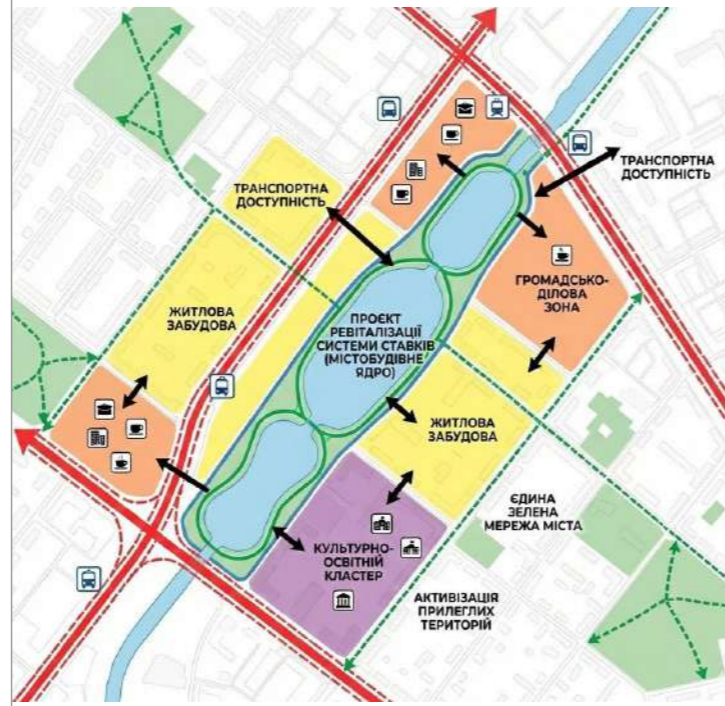 ТРАНСПОРТНА
ДОСТУПНІСТЬ
ТРАНСПОРТНА
ДОСТУПНІСТЬ
ГРОМАДСЬКО-
ДІЛОВА
ЗОНА
ЖИТЛОВА
ЗАБУДОВА
ПРОЄКТ
РЕВІТАЛІЗАЦІЇ
СИСТЕМИ СТАВКІВ
(МІСТОБУДІВНЕ
ЯДРО)
ЖИТЛОВА
ЗАБУДОВА
ЄДИНА
ЗЕЛЕНА
МЕРЕЖА МІСТА
КУЛЬТУРНО-
ОСВІТНІЙ
КЛАСТЕР
АКТИВІЗАЦІЯ
ПРИЛЕГЛИХ
ТЕРИТОРІЙ